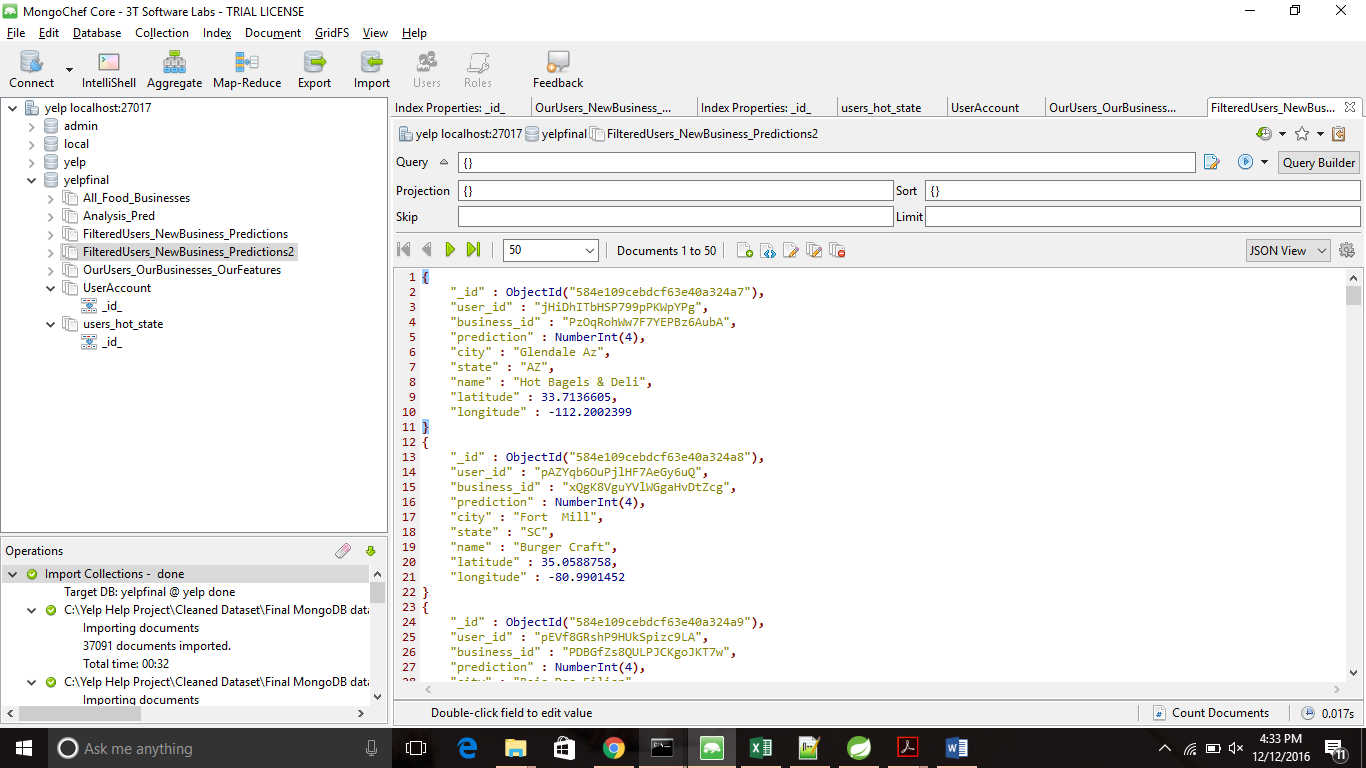 MongoChef Core - 3T Software Labs - TRIAL LICENSE
File Edit Database Collection Index Document GridFS View Help
Connect IntelliShell Aggregate Map-Reduce Export Import Users Roles Feedback
yelp localhost:27017
admin
local
yelp
yelpfinal
All_Food_Businesses
Analysis_Pred
FilteredUsers_NewBusiness_Predictions
FilteredUsers_NewBusiness_Predictions2
OurUsers_OurBusinesses_OurFeatures
UserAccount
_id_
users_hot_state
_id_
Operations
Import Collections - done
Target DB: yelpfinal @ yelp done
C:\Yelp Help Project\Cleaned Dataset\Final MongoDB data
Importing documents
37091 documents imported.
Total time: 00:32
C:\Yelp Help Project\Cleaned Dataset\Final MongoDB data
Importing documents
Index Properties: _id_ OurUsers_NewBusiness_... Index Properties: _id_ users_hot_state UserAccount OurUsers_OurBusiness... FilteredUsers_NewBus...
yelp localhost:27017 yelpfinal FilteredUsers_NewBusiness_Predictions2
Query {} Query Builder
Projection {} Sort {}
Skip Limit
50 Documents 1 to 50 JSON View
1 {
2 "_id" : ObjectId("584e109cebdcf63e40a324a7"),
3 "user_id" : "jHiDhITbHSP799pPKWpYPg",
4 "business_id" : "PzOqRohWw7F7YEPBz6AubA",
5 "prediction" : NumberInt(4),
6 "city" : "Glendale Az",
7 "state" : "AZ",
8 "name" : "Hot Bagels & Deli",
9 "latitude" : 33.7136605,
10 "longitude" : -112.2002399
11 }
12 {
13 "_id" : ObjectId("584e109cebdcf63e40a324a8"),
14 "user_id" : "pAZYqb6OuPjlHF7AeGy6uQ",
15 "business_id" : "xQgK8VguYVlWGgaHvDtZcg",
16 "prediction" : NumberInt(4),
17 "city" : "Fort  Mill",
18 "state" : "SC",
19 "name" : "Burger Craft",
20 "latitude" : 35.0588758,
21 "longitude" : -80.9901452
22 }
23 {
24 "_id" : ObjectId("584e109cebdcf63e40a324a9"),
25 "user_id" : "pEVf8GRshP9HUkSpizc9LA",
26 "business_id" : "PDBGfZs8QULPJCKgoJKT7w",
27 "prediction" : NumberInt(4),
Double-click field to edit value Count Documents 0.017s
Ask me anything
4:33 PM
12/12/2016
11